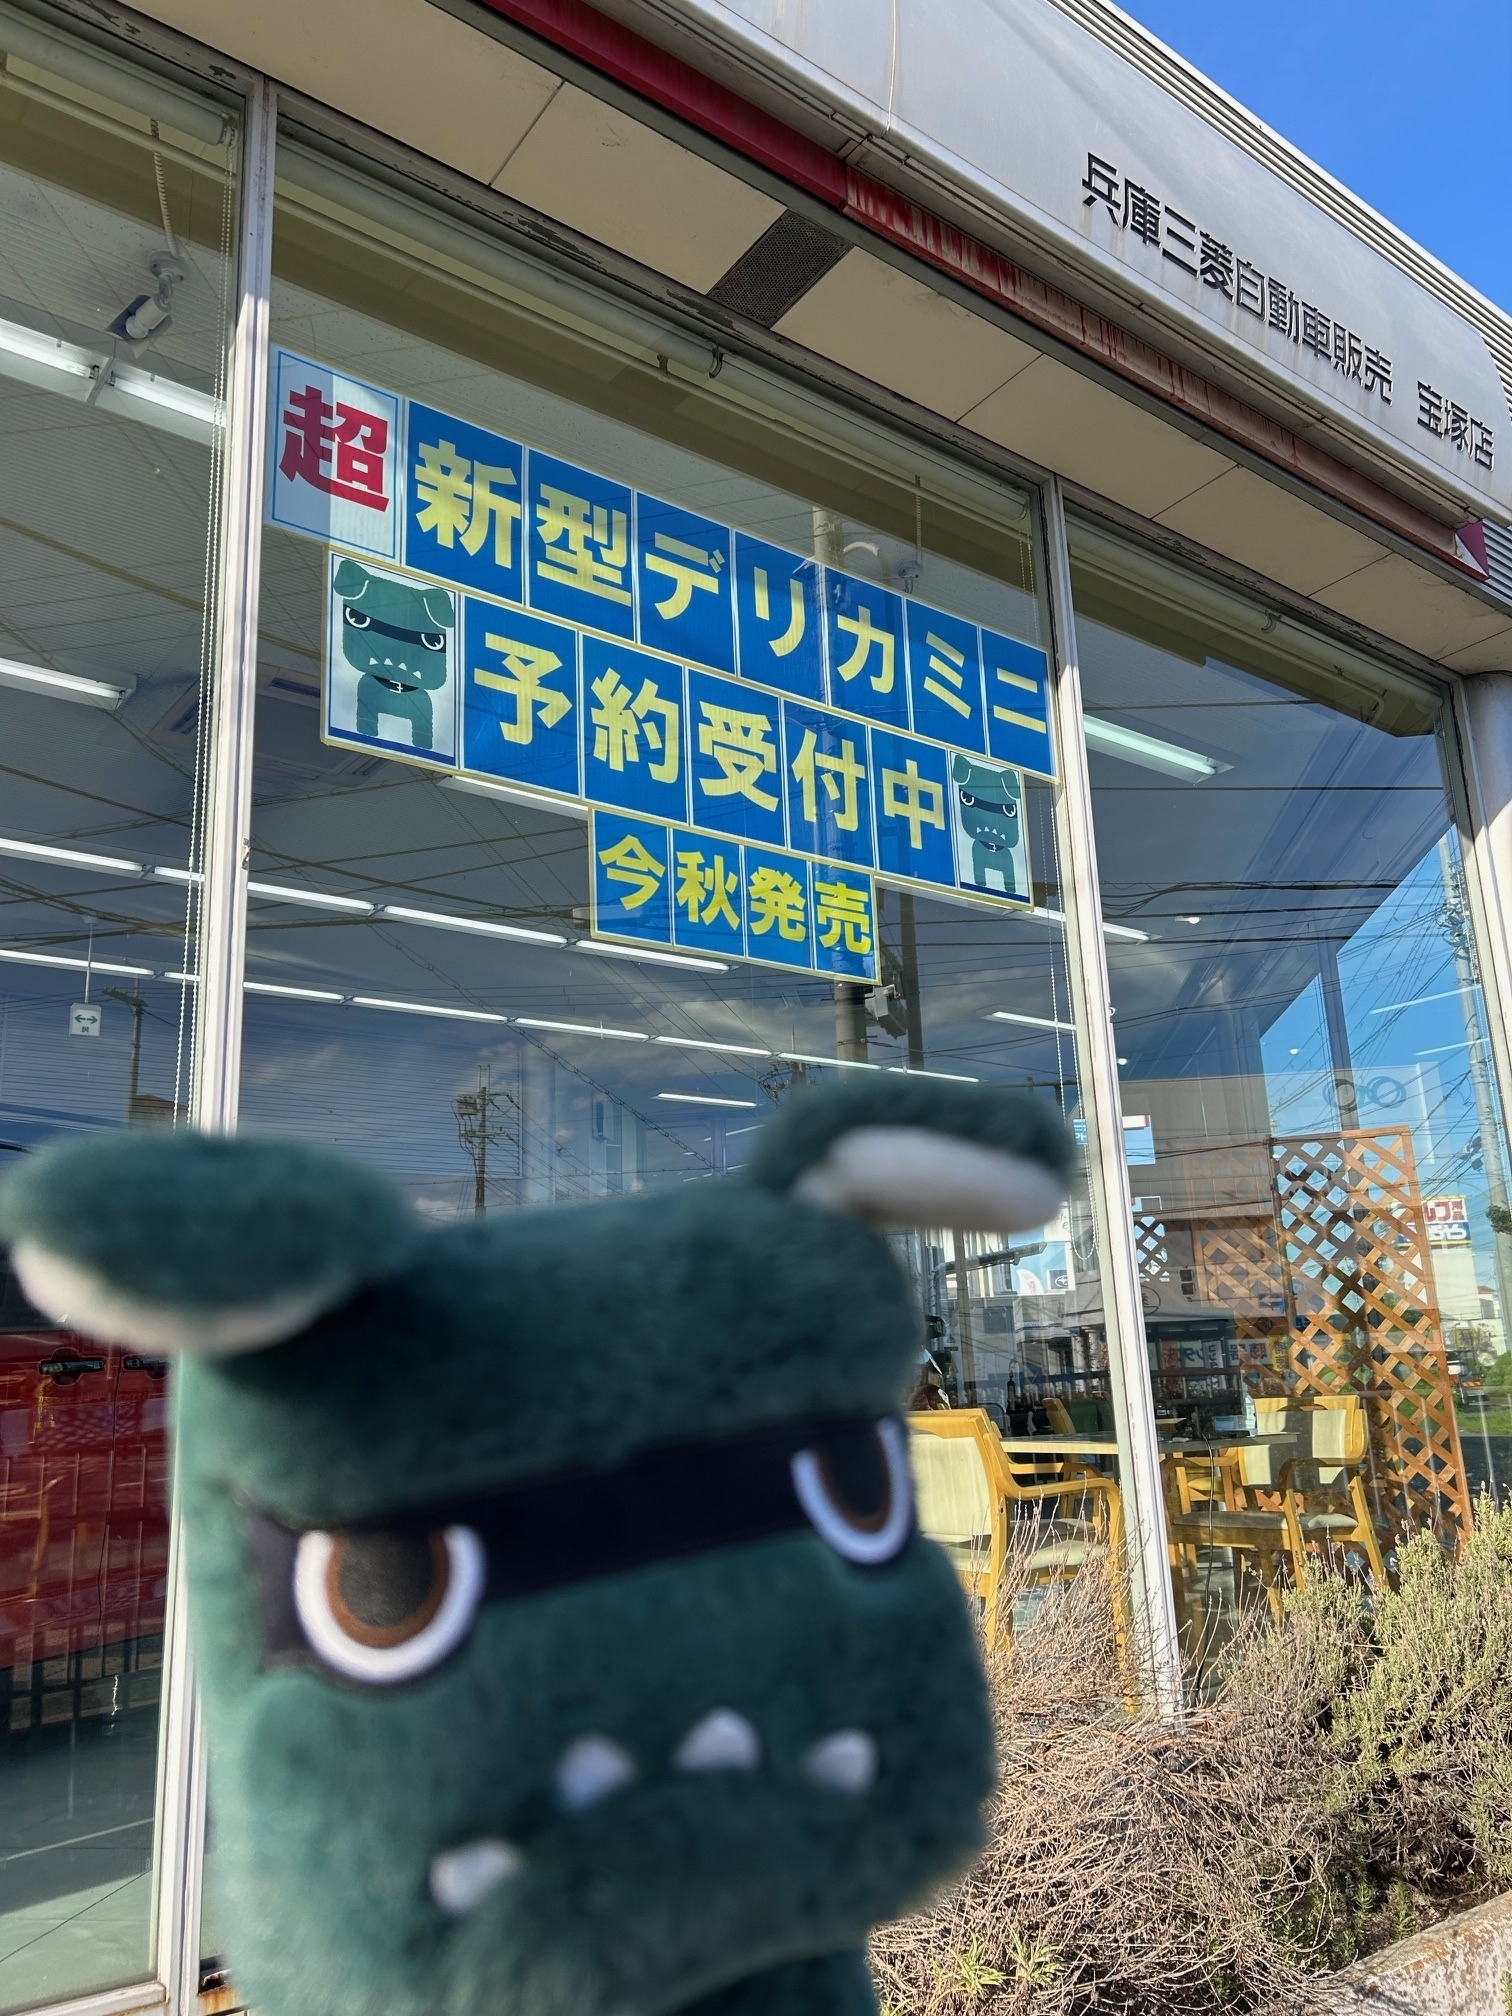 兵庫三菱自動車販売 宝塚店
超新型デリカミニ
予約受付中
今秋発売